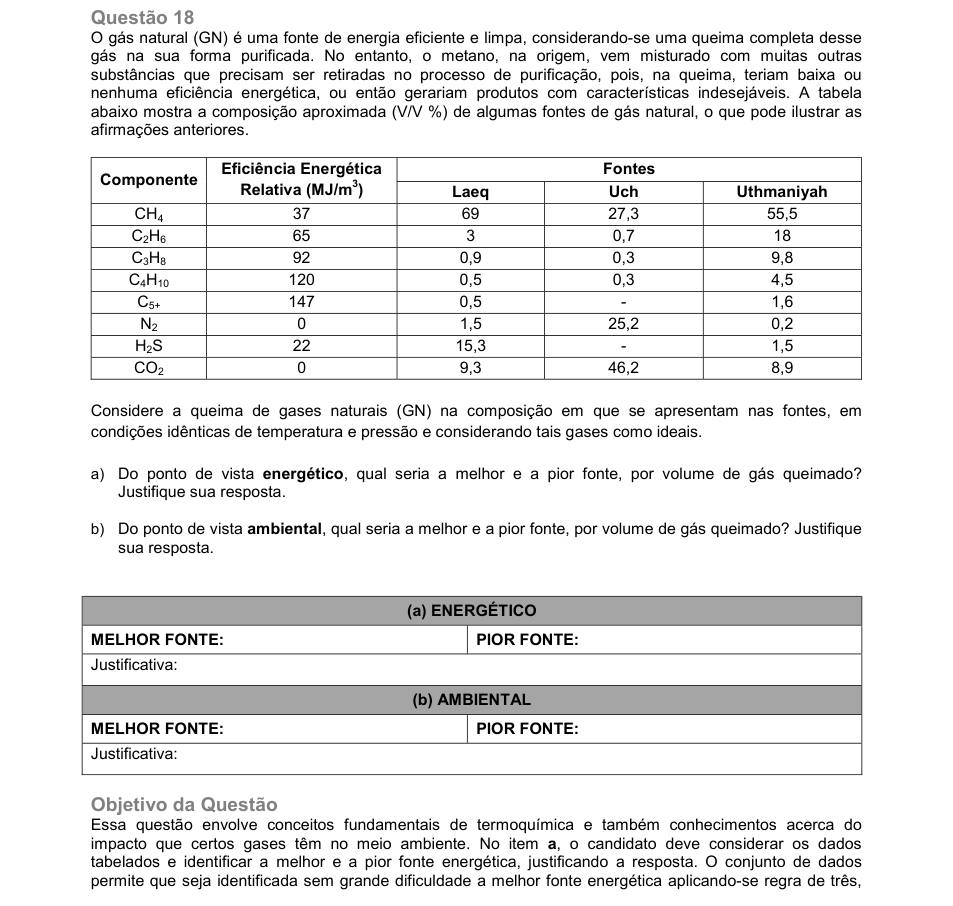 Questão 18
O gás natural (GN) é uma fonte de energia eficiente e limpa, considerando-se uma queima completa desse
gás na sua forma purificada. No entanto, o metano, na origem, vem misturado com muitas outras
substâncias que precisam ser retiradas no processo de purificação, pois, na queima, teriam baixa ou
nenhuma eficiência energética, ou então gerariam produtos com características indesejáveis. A tabela
abaixo mostra a composição aproximada (V/V %) de algumas fontes de gás natural, o que pode ilustrar as
afirmações anteriores.
Componente Eficiência Energética Relativa (MJ/m³) Fontes
Laeq Uch Uthmaniyah
CH₄ 37 69 27,3 55,5
C₂H₆ 65 3 0,7 18
C₃H₈ 92 0,9 0,3 9,8
C₄H₁₀ 120 0,5 0,3 4,5
C₅₊ 147 0,5 - 1,6
N₂ 0 1,5 25,2 0,2
H₂S 22 15,3 - 1,5
CO₂ 0 9,3 46,2 8,9
Considere a queima de gases naturais (GN) na composição em que se apresentam nas fontes, em
condições idênticas de temperatura e pressão e considerando tais gases como ideais.
a) Do ponto de vista energético, qual seria a melhor e a pior fonte, por volume de gás queimado?
Justifique sua resposta.
b) Do ponto de vista ambiental, qual seria a melhor e a pior fonte, por volume de gás queimado? Justifique
sua resposta.
(a) ENERGÉTICO
MELHOR FONTE: PIOR FONTE:
Justificativa:
(b) AMBIENTAL
MELHOR FONTE: PIOR FONTE:
Justificativa:
Objetivo da Questão
Essa questão envolve conceitos fundamentais de termoquímica e também conhecimentos acerca do
impacto que certos gases têm no meio ambiente. No item a, o candidato deve considerar os dados
tabelados e identificar a melhor e a pior fonte energética, justificando a resposta. O conjunto de dados
permite que seja identificada sem grande dificuldade a melhor fonte energética aplicando-se regra de três,